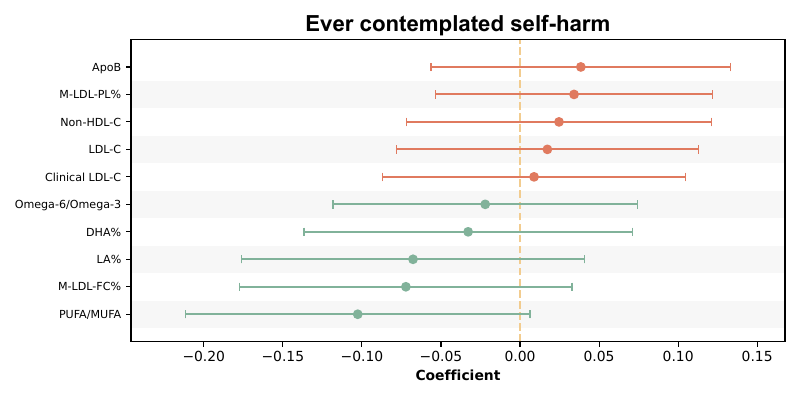 Ever contemplated self-harm
ApoB
M-LDL-PL%
Non-HDL-C
LDL-C
Clinical LDL-C
Omega-6/Omega-3
DHA%
LA%
M-LDL-FC%
PUFA/MUFA
−0.20 −0.15 −0.10 −0.05 0.00 0.05 0.10 0.15
Coefficient